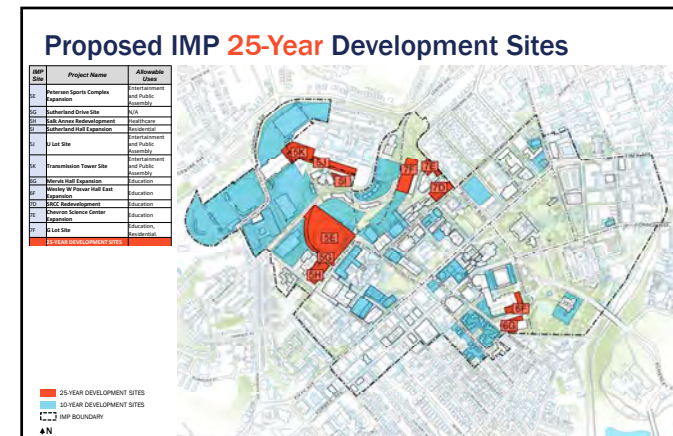 Proposed IMP 25-Year Development Sites
IMP Site Project Name Allowable Uses
5E Petersen Sports Complex Expansion Entertainment and Public Assembly
5G Sutherland Drive Site N/A
5H Salk Annex Redevelopment Healthcare
5I Sutherland Hall Expansion Residential
5J U Lot Site Entertainment and Public Assembly
5K Transmission Tower Site Entertainment and Public Assembly
6G Mervis Hall Expansion Education
6F Wesley W Posvar Hall East Expansion Education
7D SRCC Redevelopment Education
7E Chevron Science Center Expansion Education
7F G Lot Site Education, Residential.
25-YEAR DEVELOPMENT SITES
5K
5J
5I
7F
7E
7D
5E
5G
5H
6F
6G
25-YEAR DEVELOPMENT SITES
10-YEAR DEVELOPMENT SITES
IMP BOUNDARY
N